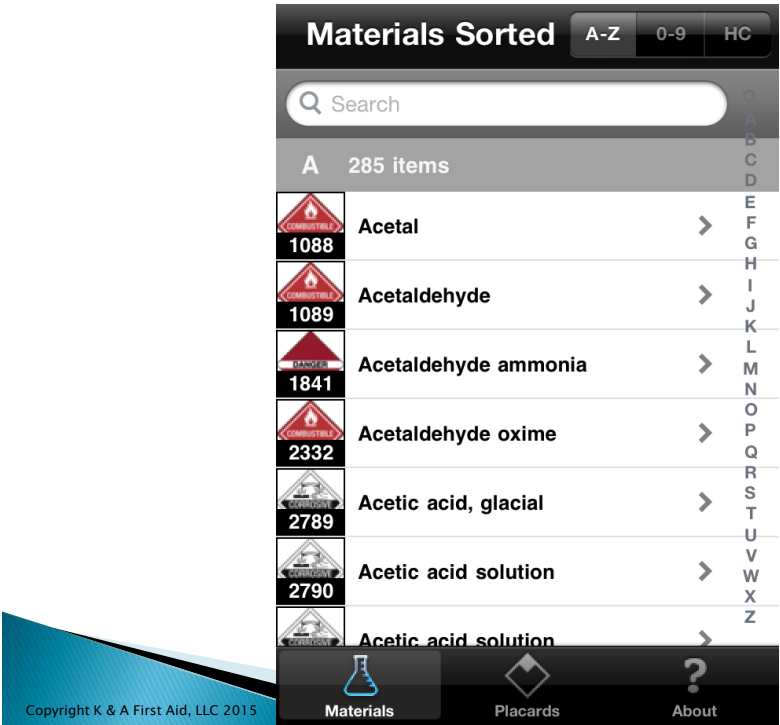 Materials Sorted
A-Z
0-9
HC
Search
A 285 items
COMBUSTIBLE
1088
Acetal
COMBUSTIBLE
1089
Acetaldehyde
DANGER
1841
Acetaldehyde ammonia
COMBUSTIBLE
2332
Acetaldehyde oxime
CORROSIVE
2789
Acetic acid, glacial
CORROSIVE
2790
Acetic acid solution
CORROSIVE
Acetic acid solution
A
B
C
D
E
F
G
H
I
J
K
L
M
N
O
P
Q
R
S
T
U
V
W
X
Z
Materials
Placards
?
About
Copyright K & A First Aid, LLC 2015